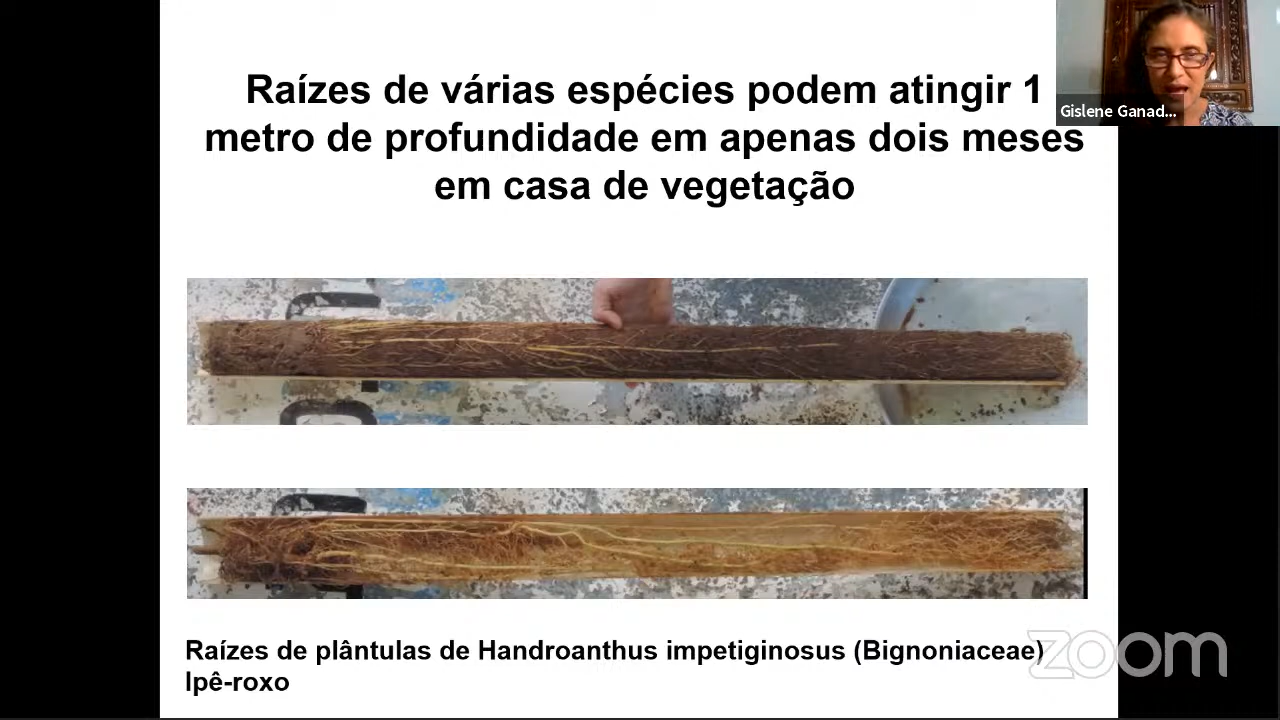 Raízes de várias espécies podem atingir 1
metro de profundidade em apenas dois meses
em casa de vegetação
Gislene Ganad...
Raízes de plântulas de Handroanthus impetiginosus (Bignoniaceae)
Ipê-roxo
zoom